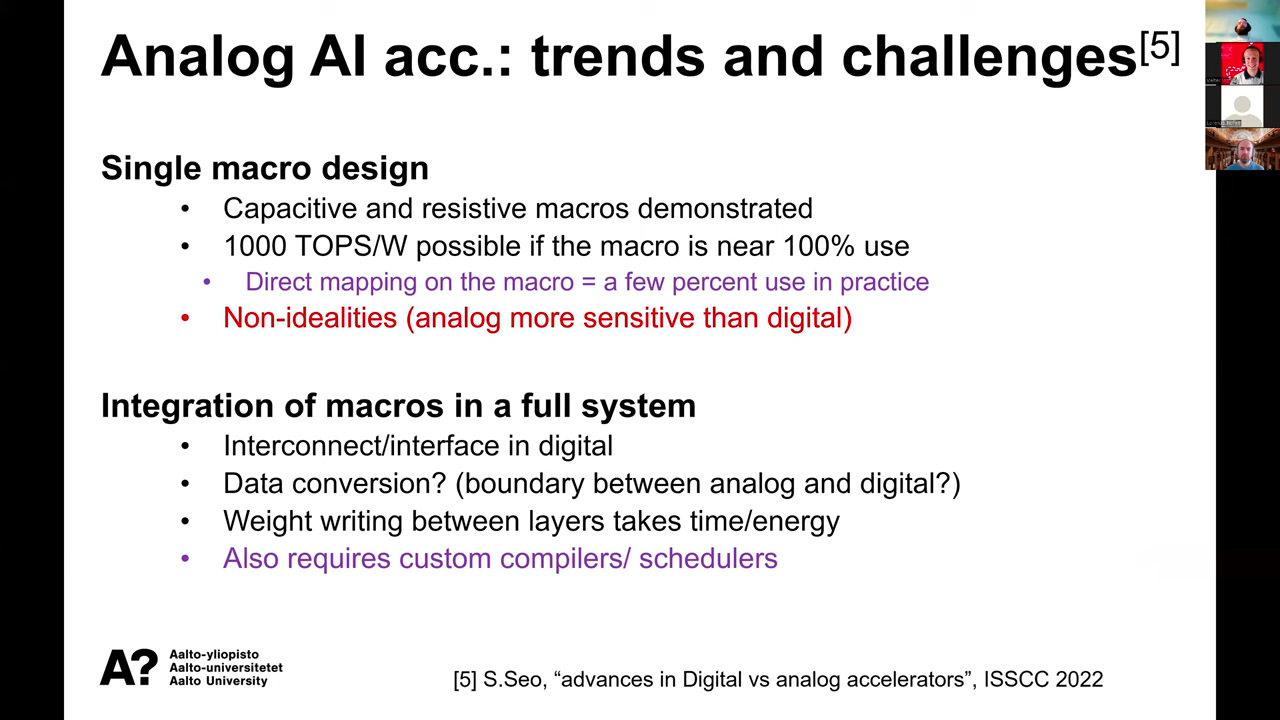 Analog AI acc.: trends and challenges[5]
Single macro design
• Capacitive and resistive macros demonstrated
• 1000 TOPS/W possible if the macro is near 100% use
• Direct mapping on the macro = a few percent use in practice
• Non-idealities (analog more sensitive than digital)
Integration of macros in a full system
• Interconnect/interface in digital
• Data conversion? (boundary between analog and digital?)
• Weight writing between layers takes time/energy
• Also requires custom compilers/ schedulers
A?
Aalto-yliopisto
Aalto-universitetet
Aalto University
[5] S.Seo, “advances in Digital vs analog accelerators”, ISSCC 2022